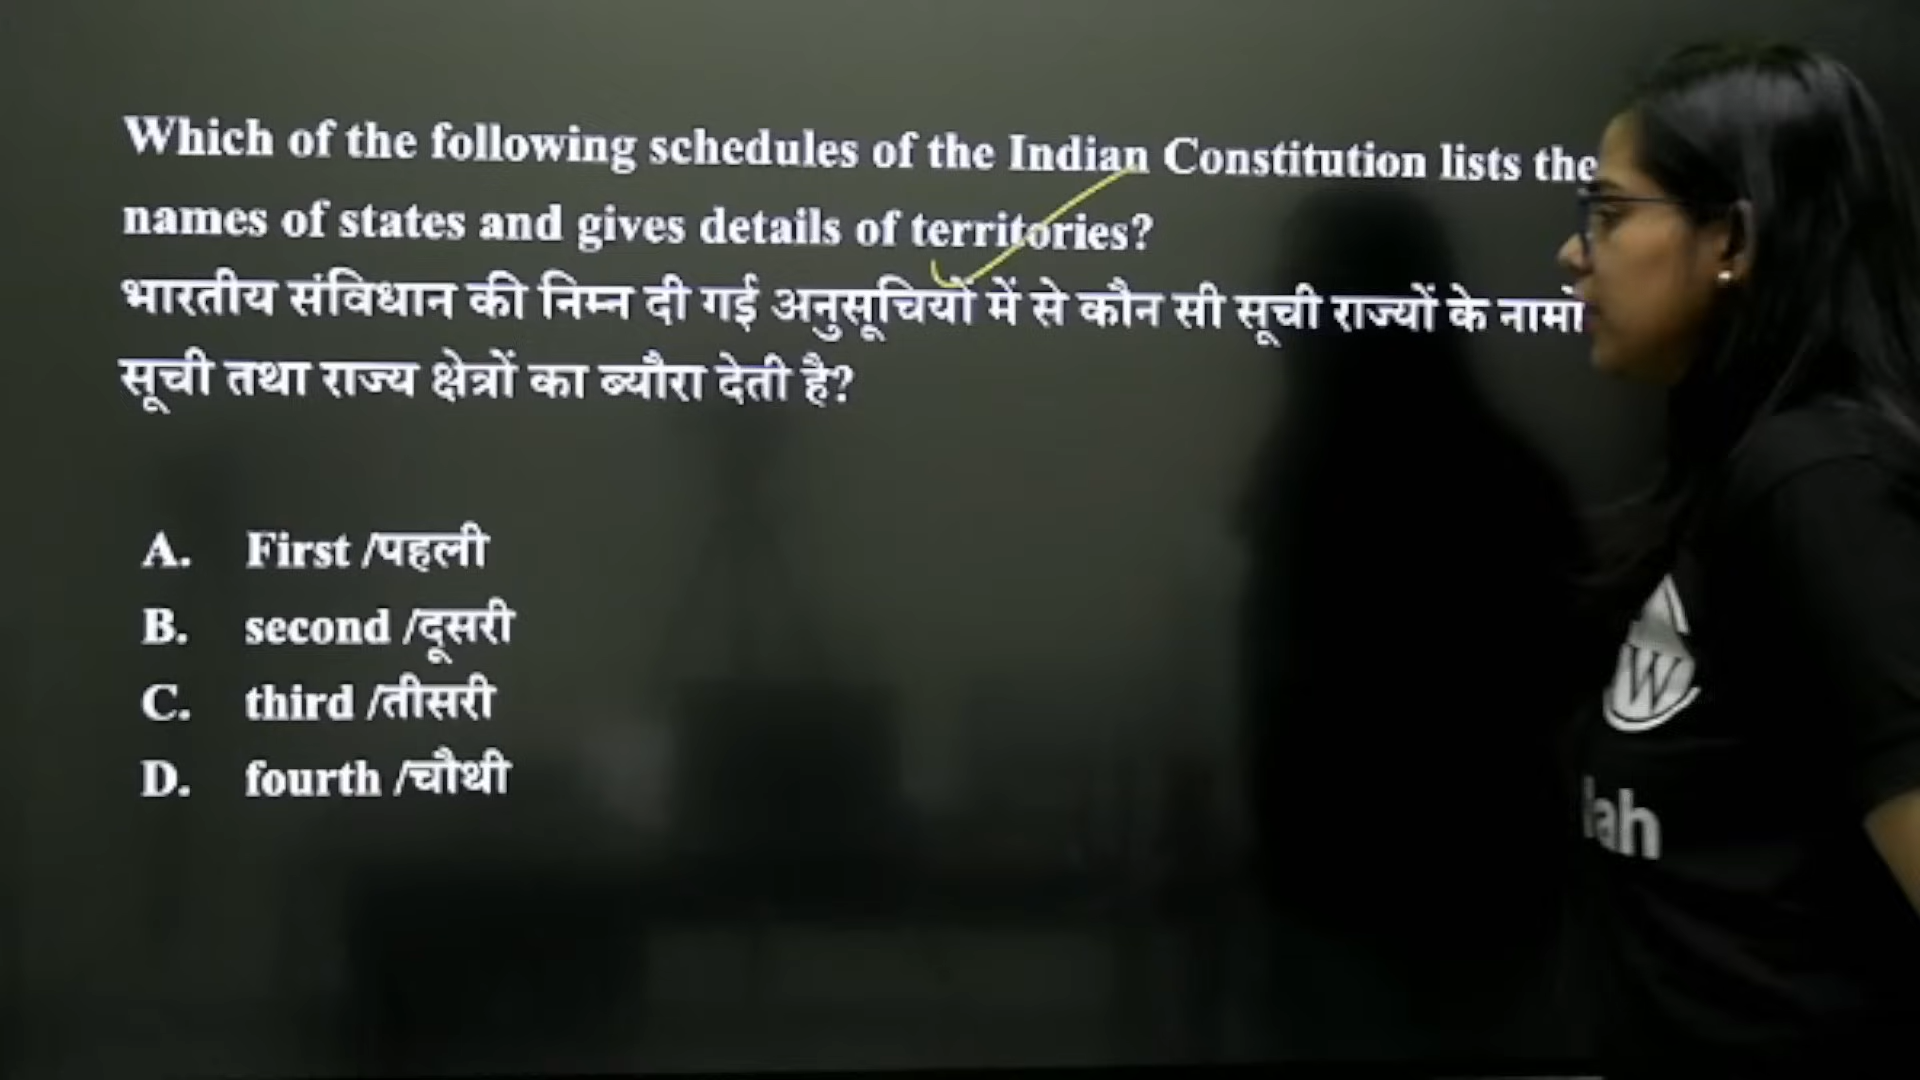 Which of the following schedules of the Indian Constitution lists the
names of states and gives details of territories?
भारतीय संविधान की निम्न दी गई अनुसूचियों में से कौन सी सूची राज्यों के नामों
सूची तथा राज्य क्षेत्रों का ब्यौरा देती है?
A. First /पहली
B. second /दूसरी
C. third /तीसरी
D. fourth /चौथी
W
lah